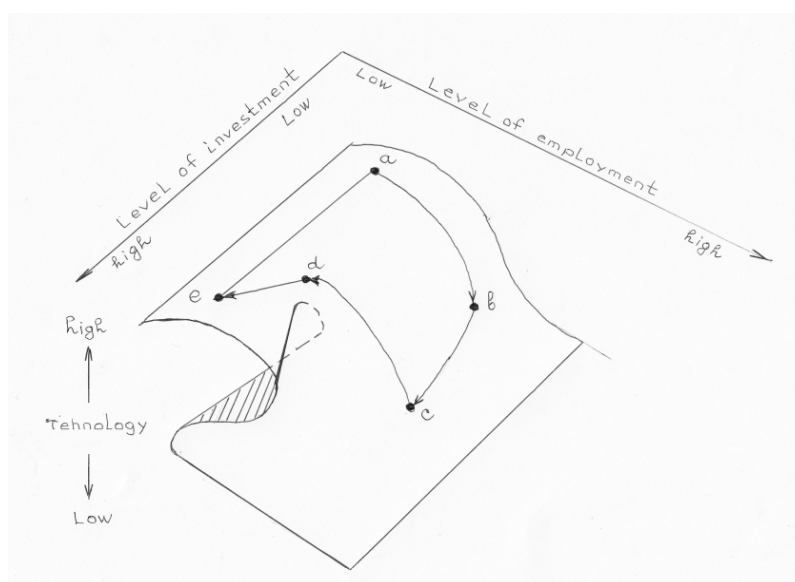 Level of investment
Low
high
Low
Level of employment
high
a
b
c
d
e
high
Tehnology
Low